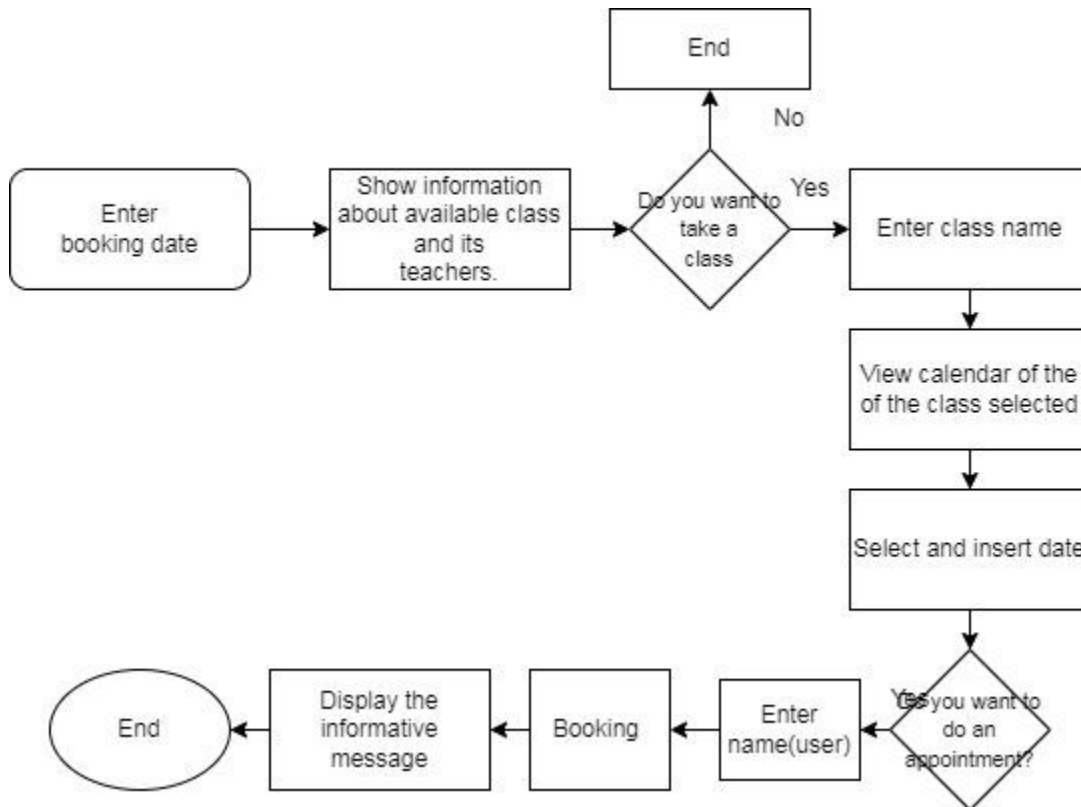 End
No
Enter
booking date
Show information
about available class
and its
teachers.
Do you want to
take a
class
Yes
Enter class name
View calendar of the
of the class selected
Select and insert date
Yes
you want to
do an
appointment?
Enter
name(user)
Booking
Display the
informative
message
End